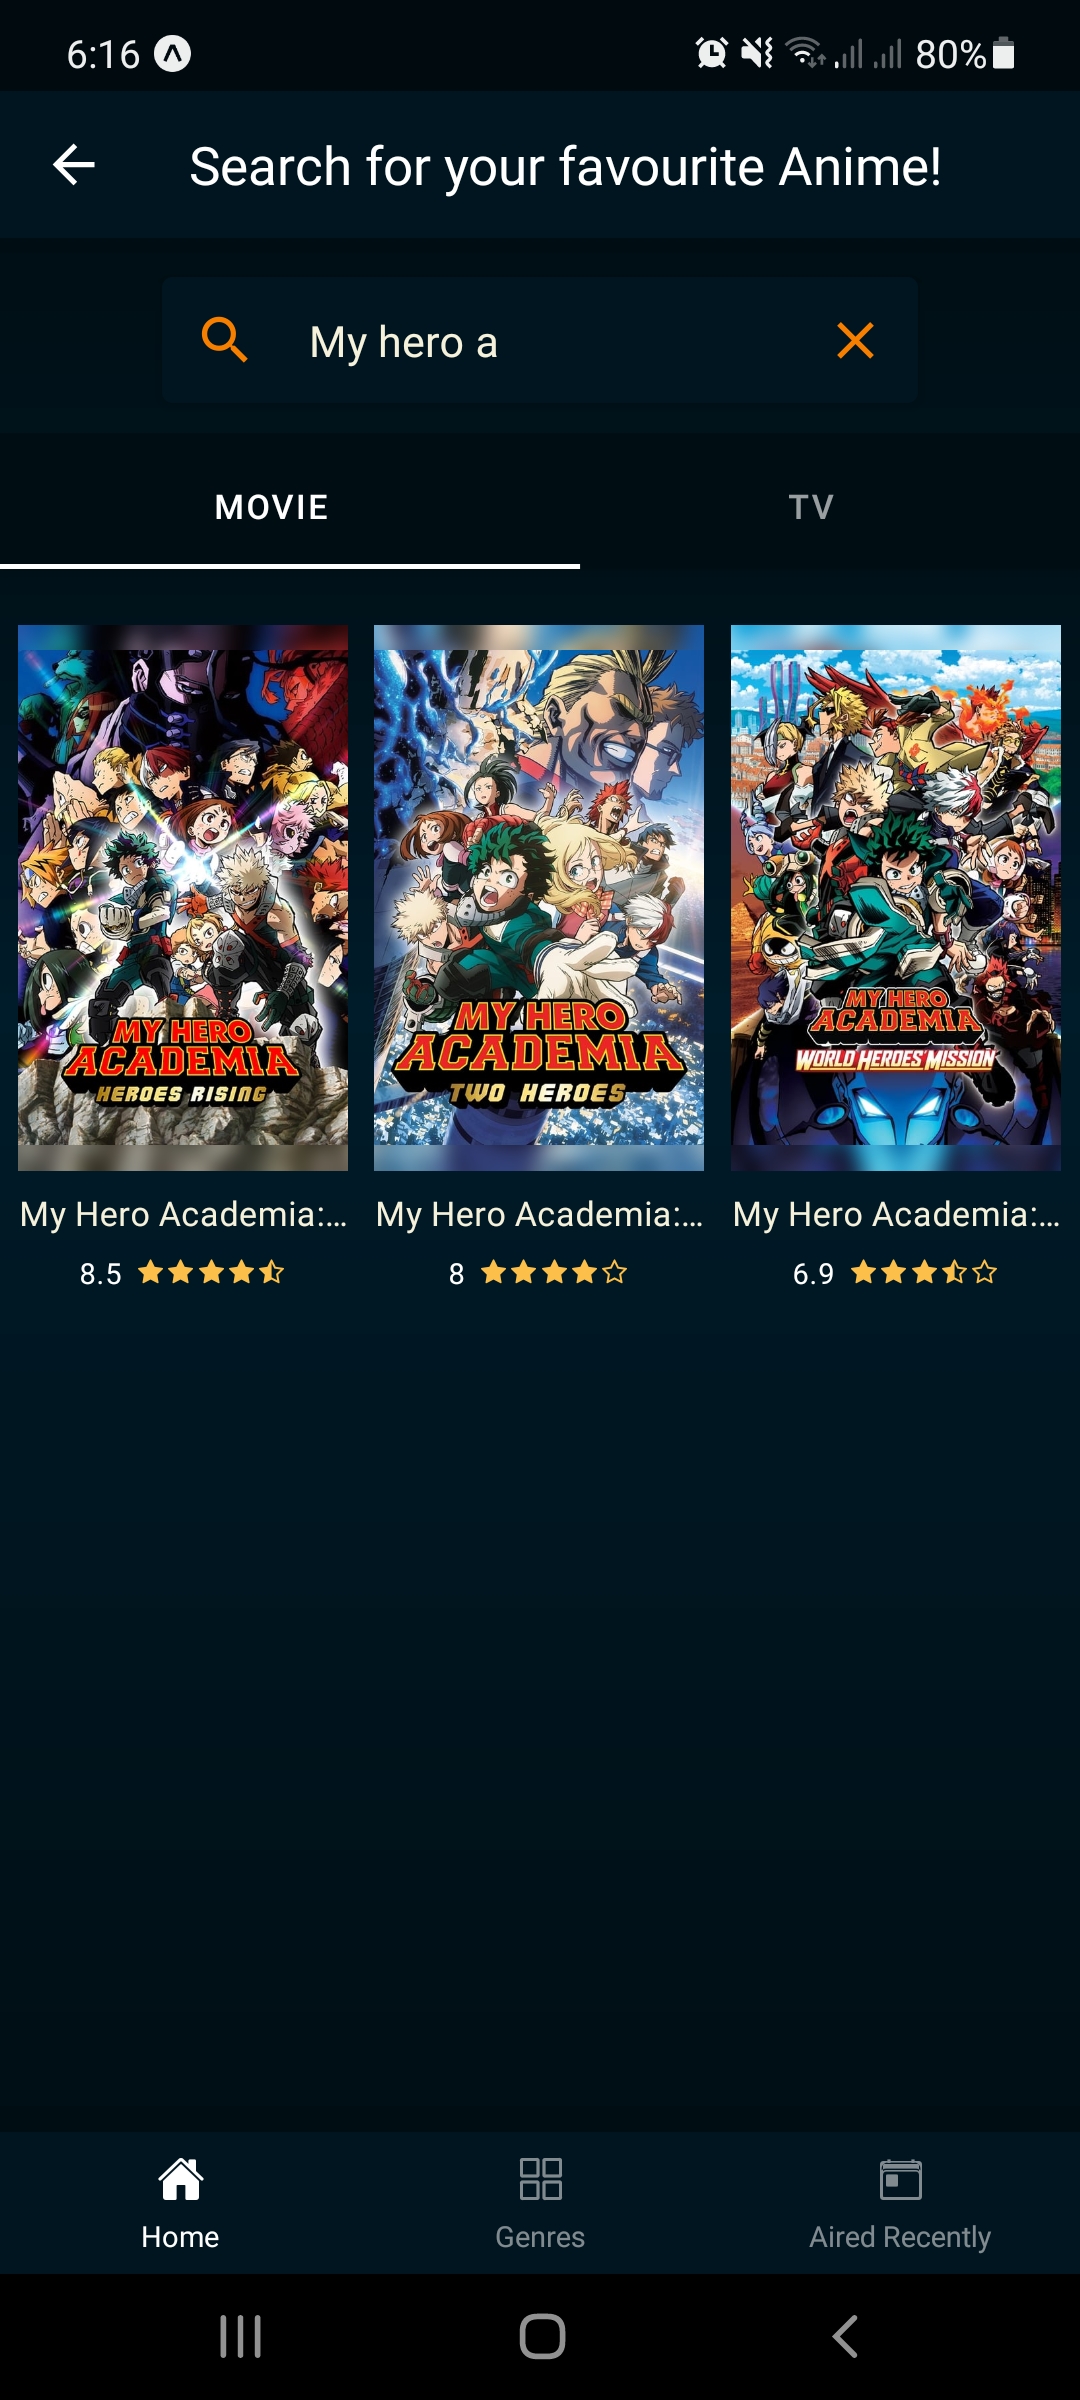 6:16
80%
Search for your favourite Anime!
My hero a
MOVIE
TV
MY HERO
ACADEMIA
HEROES RISING
MY HERO
ACADEMIA
TWO HEROES
MY HERO
ACADEMIA
WORLD HEROES' MISSION
My Hero Academia:...
My Hero Academia:...
My Hero Academia:...
8.5
8
6.9
Home
Genres
Aired Recently